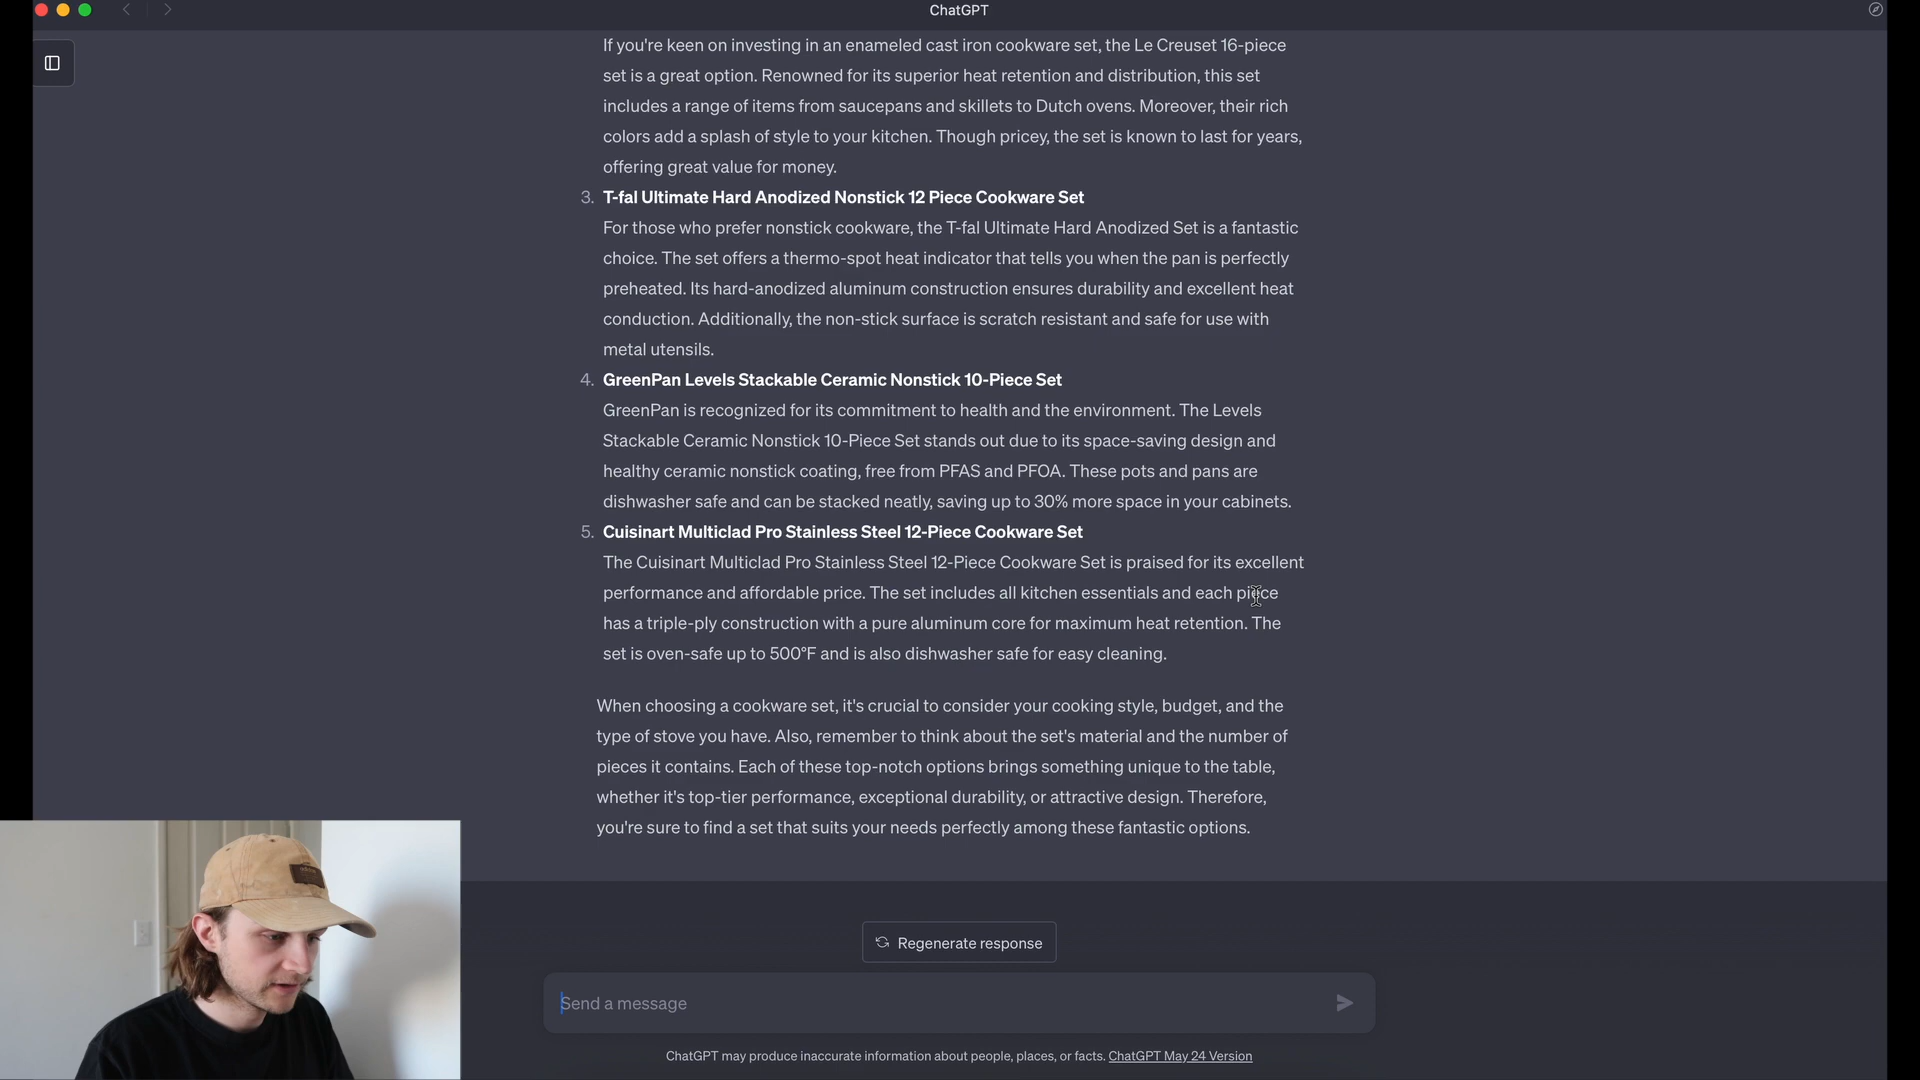 ChatGPT
If you're keen on investing in an enameled cast iron cookware set, the Le Creuset 16-piece
set is a great option. Renowned for its superior heat retention and distribution, this set
includes a range of items from saucepans and skillets to Dutch ovens. Moreover, their rich
colors add a splash of style to your kitchen. Though pricey, the set is known to last for years,
offering great value for money.
3. T-fal Ultimate Hard Anodized Nonstick 12 Piece Cookware Set
For those who prefer nonstick cookware, the T-fal Ultimate Hard Anodized Set is a fantastic
choice. The set offers a thermo-spot heat indicator that tells you when the pan is perfectly
preheated. Its hard-anodized aluminum construction ensures durability and excellent heat
conduction. Additionally, the non-stick surface is scratch resistant and safe for use with
metal utensils.
4. GreenPan Levels Stackable Ceramic Nonstick 10-Piece Set
GreenPan is recognized for its commitment to health and the environment. The Levels
Stackable Ceramic Nonstick 10-Piece Set stands out due to its space-saving design and
healthy ceramic nonstick coating, free from PFAS and PFOA. These pots and pans are
dishwasher safe and can be stacked neatly, saving up to 30% more space in your cabinets.
5. Cuisinart Multiclad Pro Stainless Steel 12-Piece Cookware Set
The Cuisinart Multiclad Pro Stainless Steel 12-Piece Cookware Set is praised for its excellent
performance and affordable price. The set includes all kitchen essentials and each piece
has a triple-ply construction with a pure aluminum core for maximum heat retention. The
set is oven-safe up to 500°F and is also dishwasher safe for easy cleaning.
When choosing a cookware set, it's crucial to consider your cooking style, budget, and the
type of stove you have. Also, remember to think about the set's material and the number of
pieces it contains. Each of these top-notch options brings something unique to the table,
whether it's top-tier performance, exceptional durability, or attractive design. Therefore,
you're sure to find a set that suits your needs perfectly among these fantastic options.
Regenerate response
Send a message
ChatGPT may produce inaccurate information about people, places, or facts. ChatGPT May 24 Version